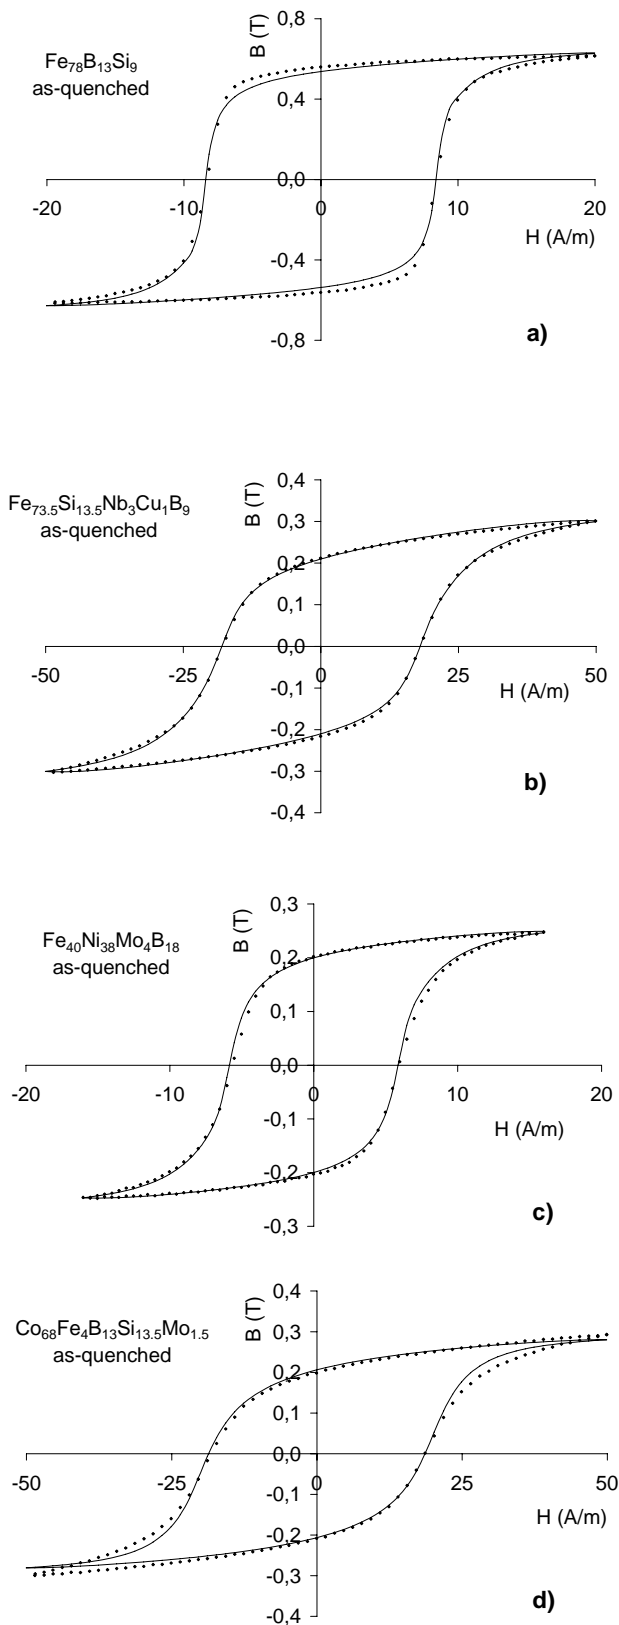 Fe₇₈B₁₃Si₉
as-quenched
B (T)
0,8
0,4
0,0
-20
-10
0
10
20
H (A/m)
-0,4
-0,8
a)
Fe₇₃.₅Si₁₃.₅Nb₃Cu₁B₉
as-quenched
B (T)
0,4
0,3
0,2
0,1
0,0
-50
-25
0
25
50
H (A/m)
-0,1
-0,2
-0,3
-0,4
b)
Fe₄₀Ni₃₈Mo₄B₁₈
as-quenched
B (T)
0,3
0,2
0,1
0,0
-20
-10
0
10
20
H (A/m)
-0,1
-0,2
-0,3
c)
Co₆₈Fe₄B₁₃Si₁₃.₅Mo₁.₅
as-quenched
B (T)
0,4
0,3
0,2
0,1
0,0
-50
-25
0
25
50
H (A/m)
-0,1
-0,2
-0,3
-0,4
d)